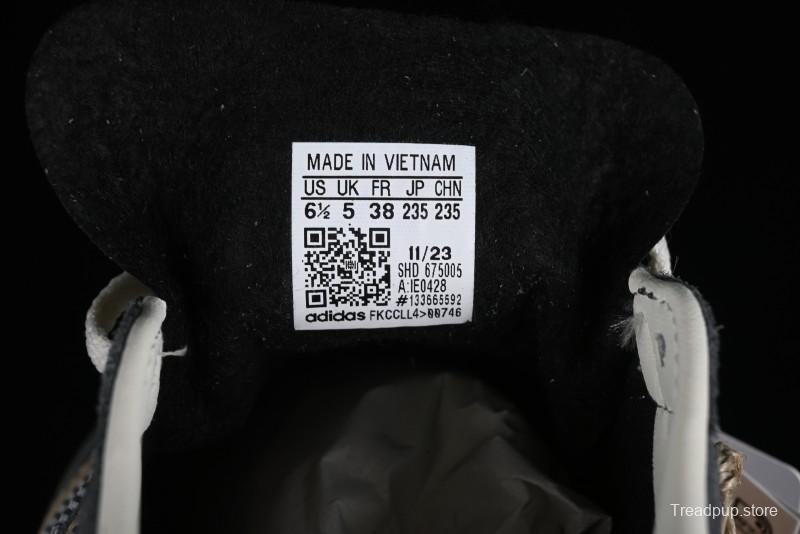 MADE IN VIETNAM
US UK FR JP CHN
6½ 5 38 235 235
11/23
SHD 675005
A:IE0428
#133665592
adidas FKCCLL4>00746
Treadpup.store